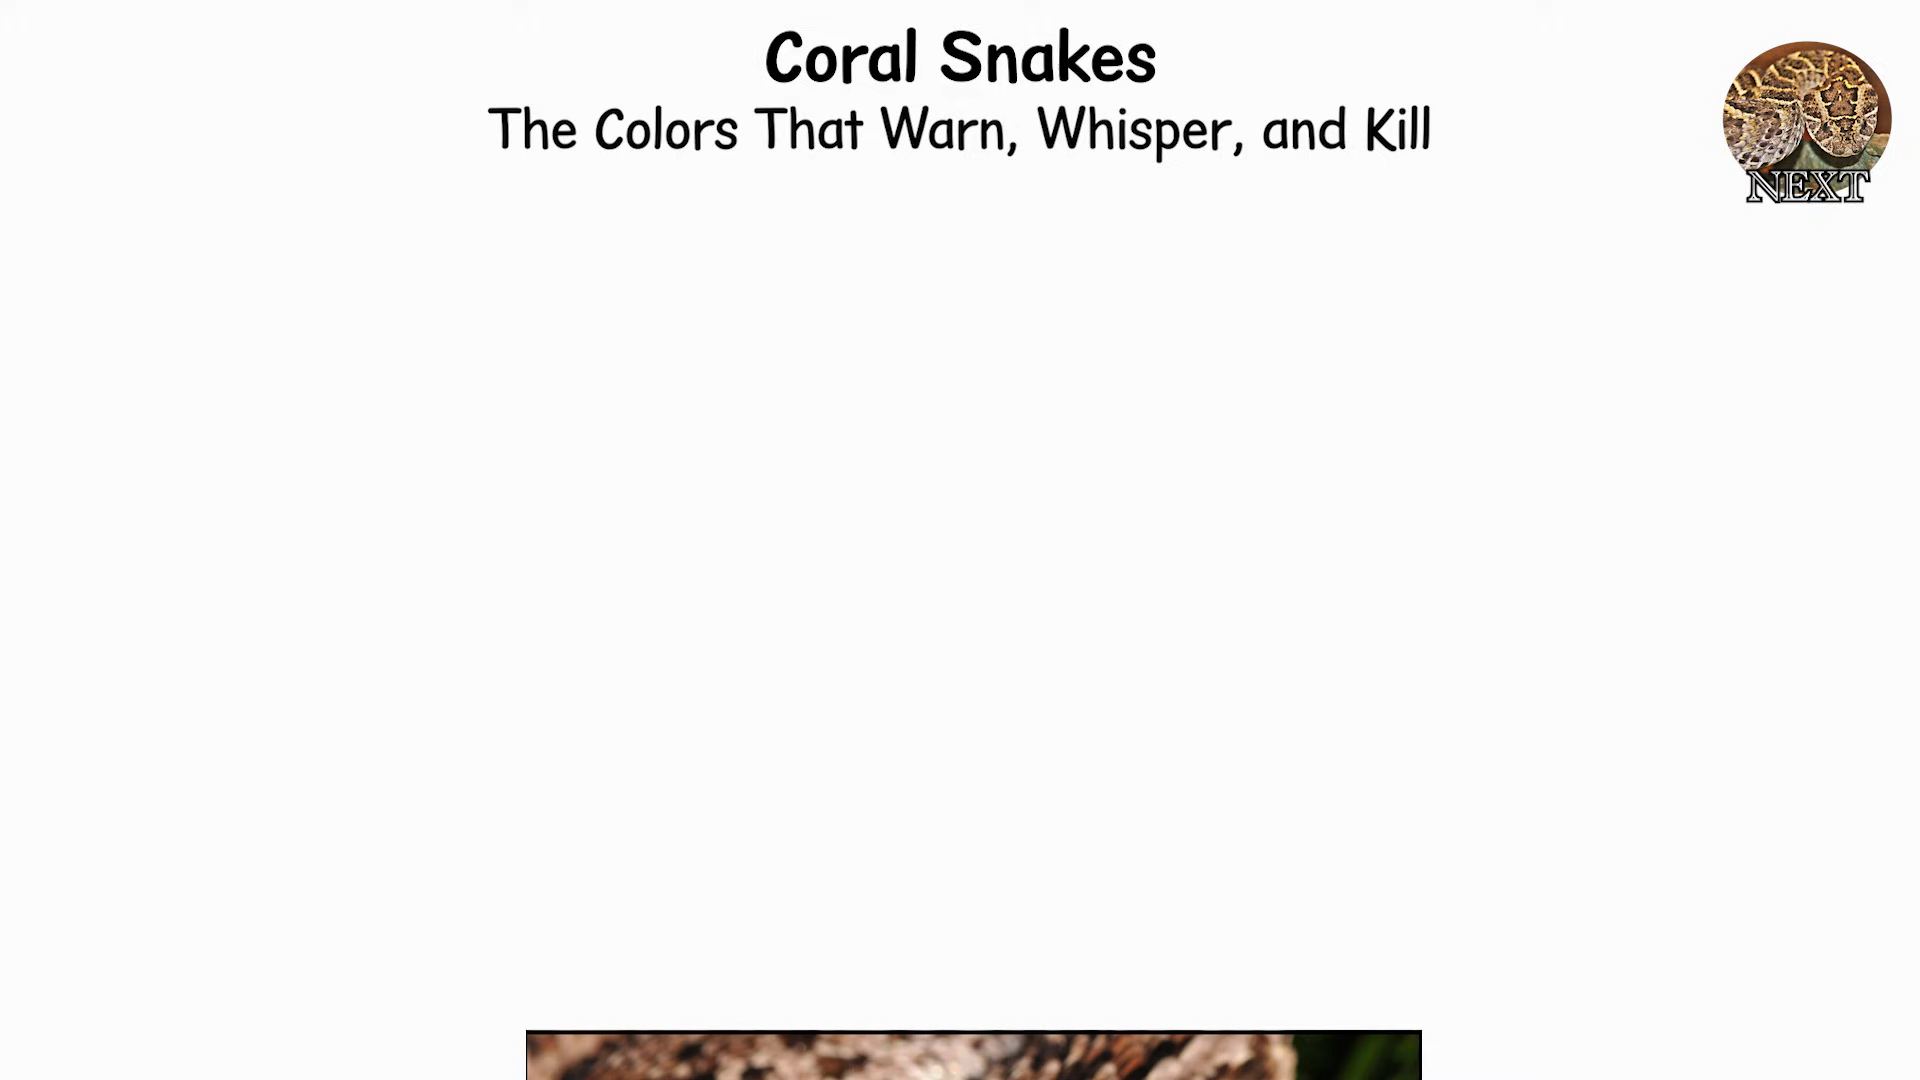 Coral Snakes
The Colors That Warn, Whisper, and Kill
NEXT